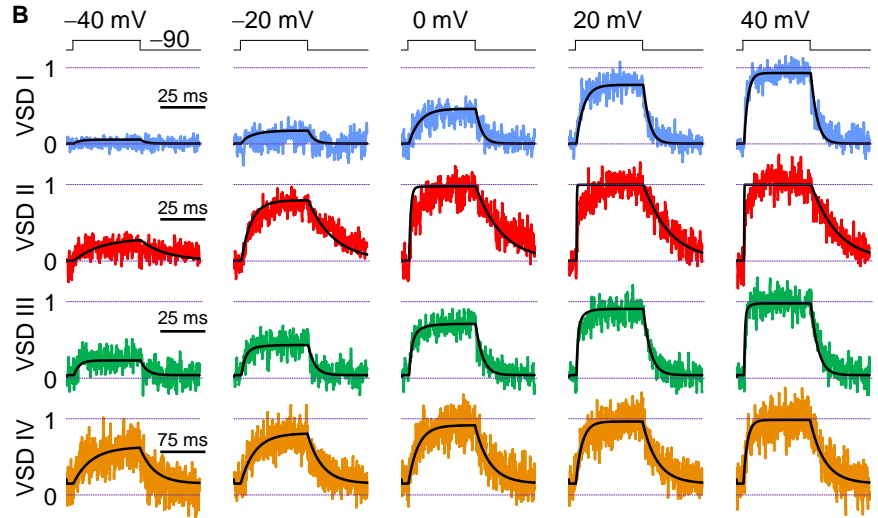 B
−40 mV
−20 mV
0 mV
20 mV
40 mV
−90
VSD I
1
0
25 ms
VSD II
1
0
25 ms
VSD III
1
0
25 ms
VSD IV
1
0
75 ms